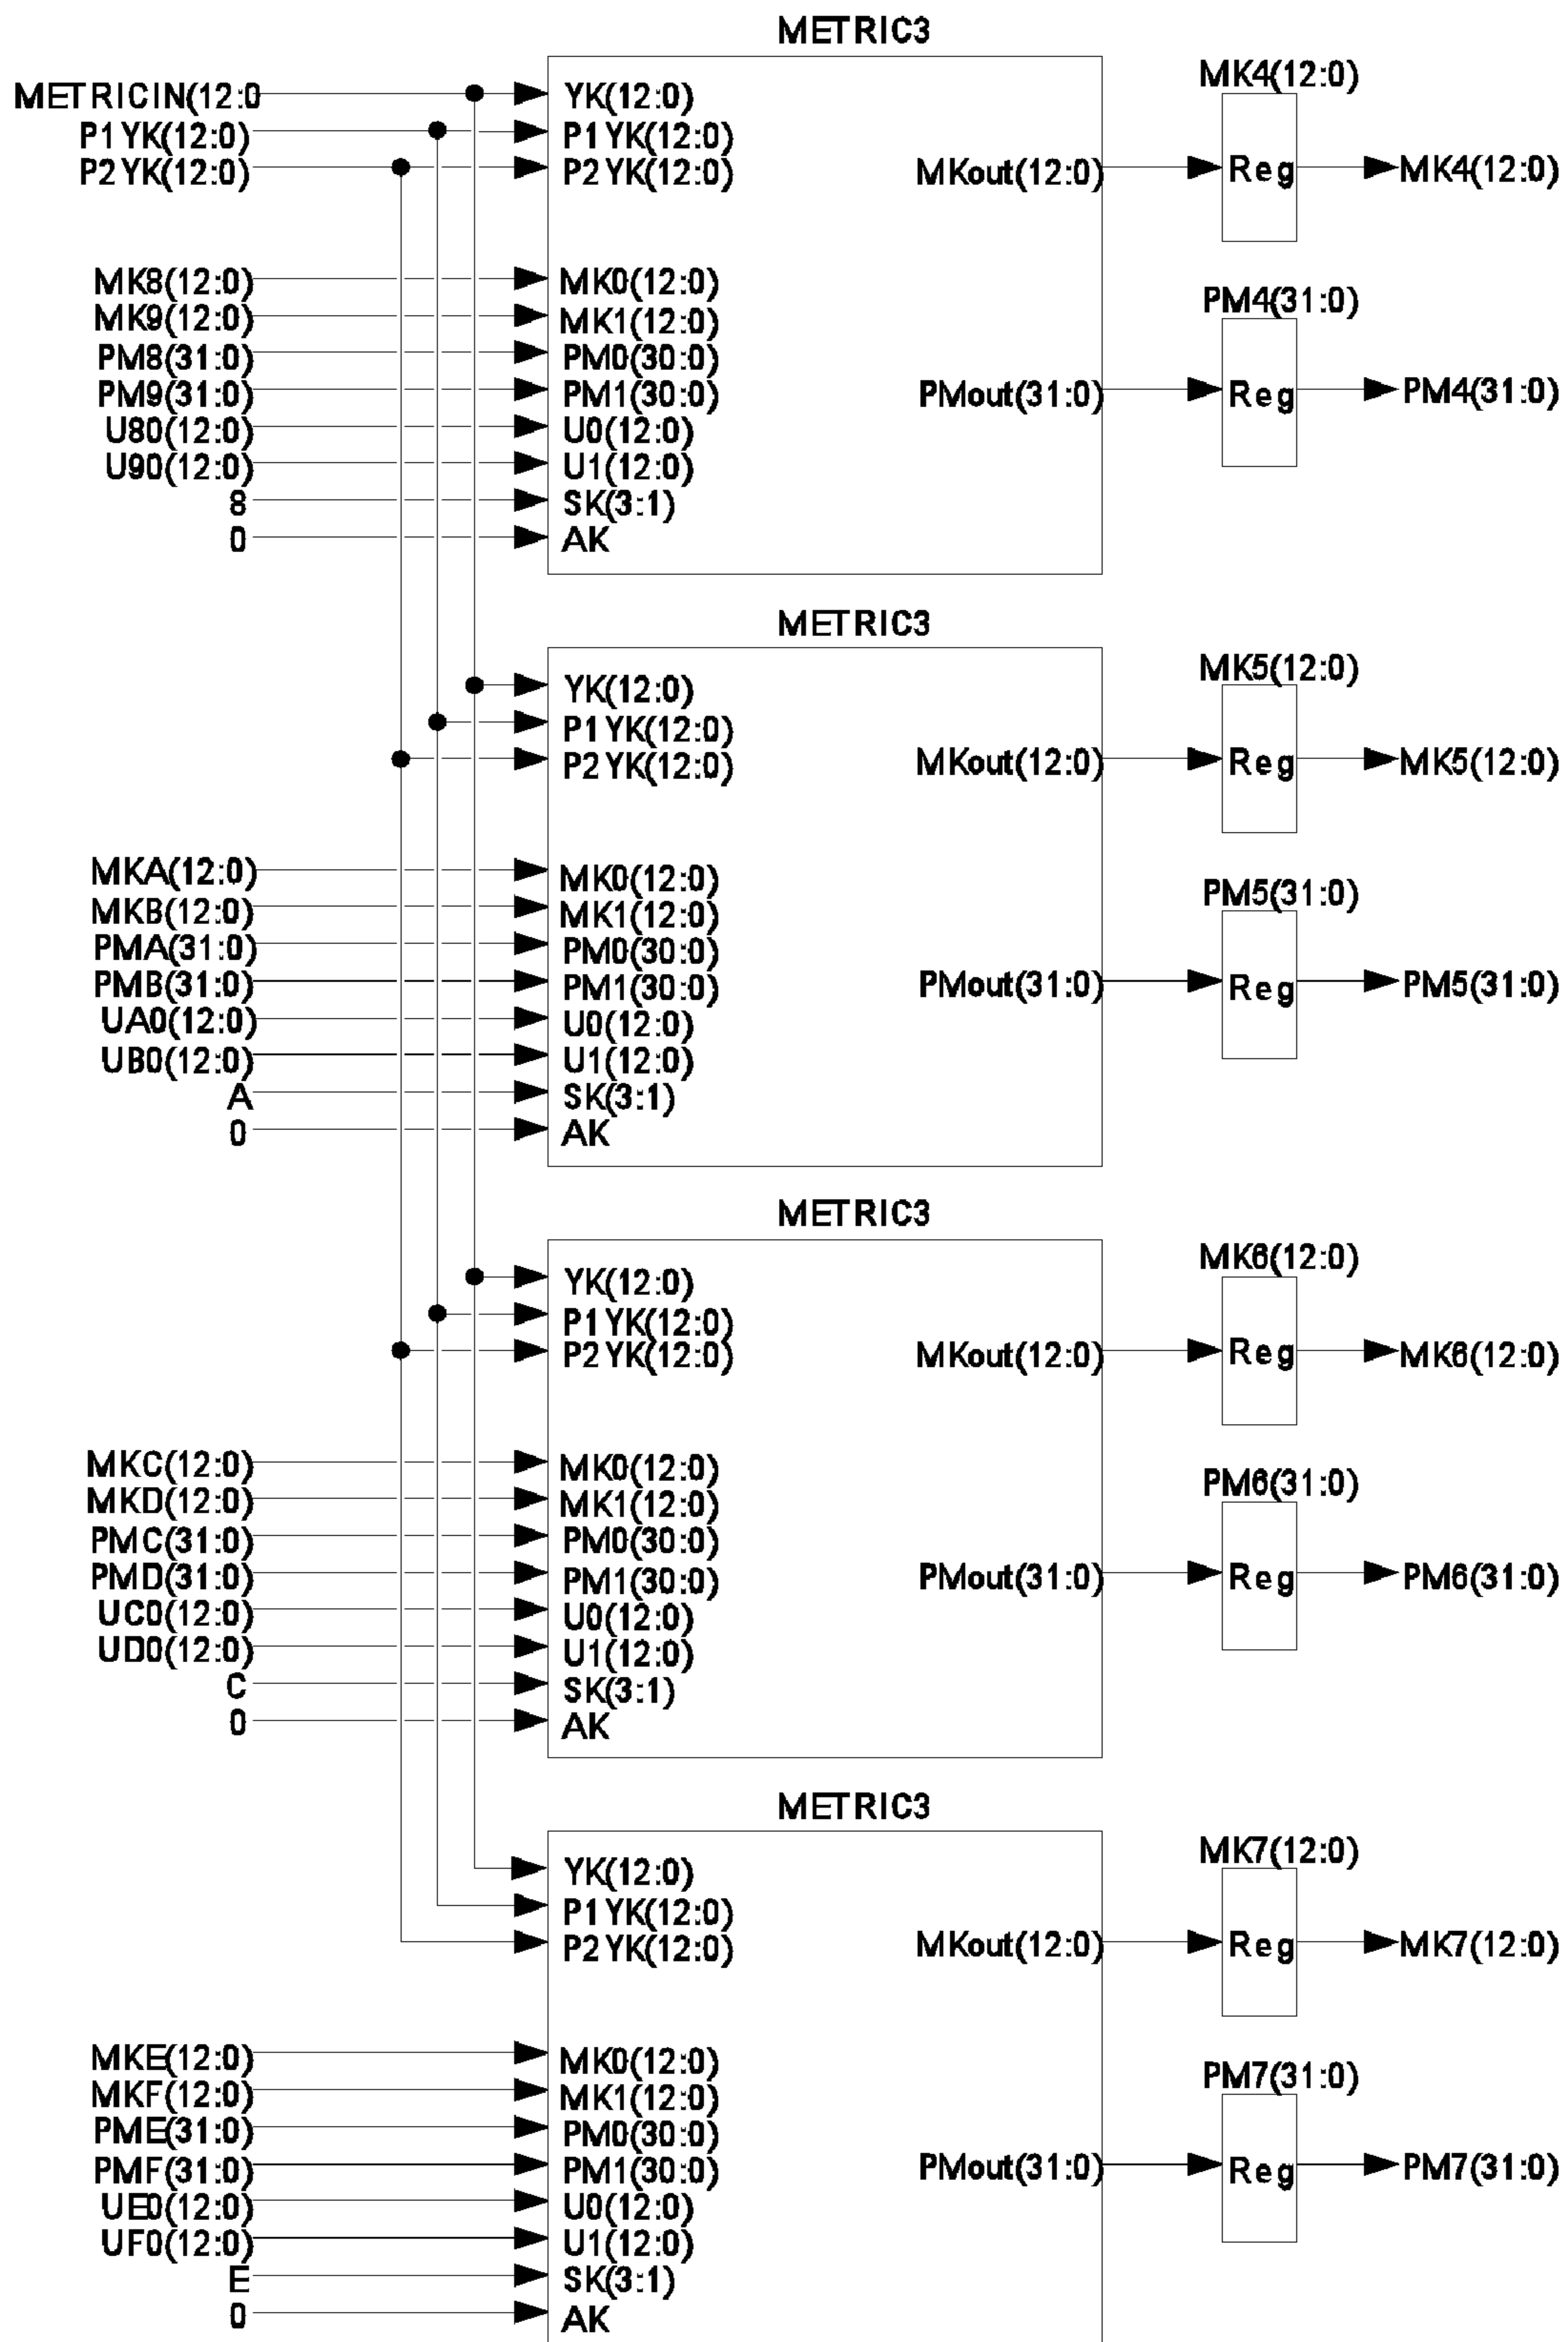 METRIC3
MK4(12:0)
METRICIN(12:0 YK(12:0)
P1YK(12:0) P1YK(12:0)
P2YK(12:0) P2YK(12:0) MKout(12:0) Reg MK4(12:0)
MK8(12:0) MK0(12:0)
PM4(31:0)
MK9(12:0) MK1(12:0)
PM8(31:0) PM0(30:0)
PM9(31:0) PM1(30:0) PMout(31:0) Reg PM4(31:0)
U80(12:0) U0(12:0)
U90(12:0) U1(12:0)
8 SK(3:1)
0 AK
METRIC3
MK5(12:0)
YK(12:0)
P1YK(12:0)
P2YK(12:0) MKout(12:0) Reg MK5(12:0)
MKA(12:0) MK0(12:0)
PM5(31:0)
MKB(12:0) MK1(12:0)
PMA(31:0) PM0(30:0)
PMB(31:0) PM1(30:0) PMout(31:0) Reg PM5(31:0)
UA0(12:0) U0(12:0)
UB0(12:0) U1(12:0)
A SK(3:1)
0 AK
METRIC3
MK6(12:0)
YK(12:0)
P1YK(12:0)
P2YK(12:0) MKout(12:0) Reg MK6(12:0)
MKC(12:0) MK0(12:0)
PM6(31:0)
MKD(12:0) MK1(12:0)
PMC(31:0) PM0(30:0)
PMD(31:0) PM1(30:0) PMout(31:0) Reg PM6(31:0)
UC0(12:0) U0(12:0)
UD0(12:0) U1(12:0)
C SK(3:1)
0 AK
METRIC3
MK7(12:0)
YK(12:0)
P1YK(12:0)
P2YK(12:0) MKout(12:0) Reg MK7(12:0)
MKE(12:0) MK0(12:0)
PM7(31:0)
MKF(12:0) MK1(12:0)
PME(31:0) PM0(30:0)
PMF(31:0) PM1(30:0) PMout(31:0) Reg PM7(31:0)
UE0(12:0) U0(12:0)
UF0(12:0) U1(12:0)
E SK(3:1)
0 AK